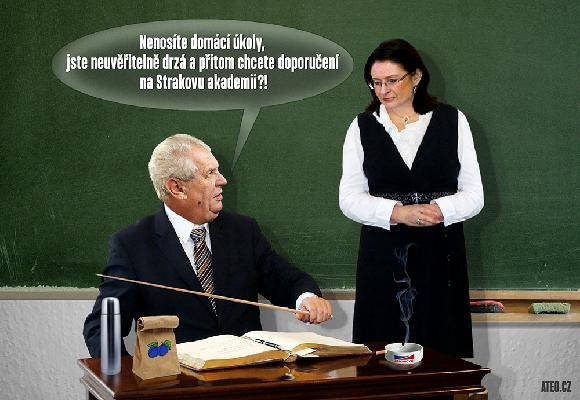 Nenosíte domácí úkoly,
jste neuvěřitelně drzá a přitom chcete doporučení
na Strakovu akademii?!
ATEO.CZ